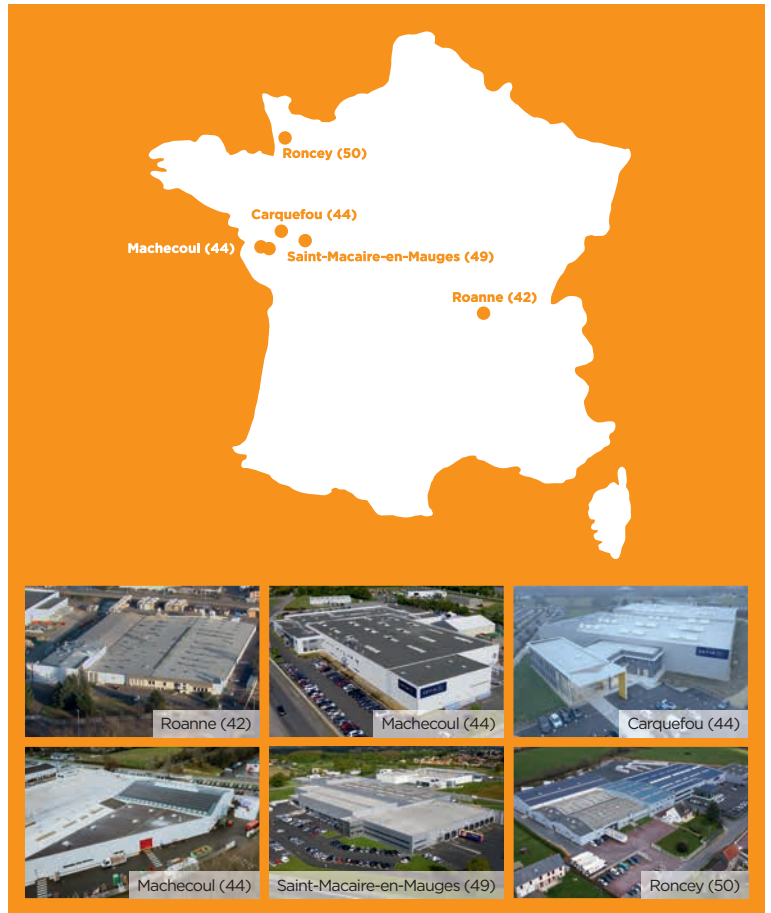 Roncey (50)
Carquefou (44)
Machecoul (44)
Saint-Macaire-en-Mauges (49)
Roanne (42)
Roanne (42)
Machecoul (44)
Carquefou (44)
Machecoul (44)
Saint-Macaire-en-Mauges (49)
Roncey (50)